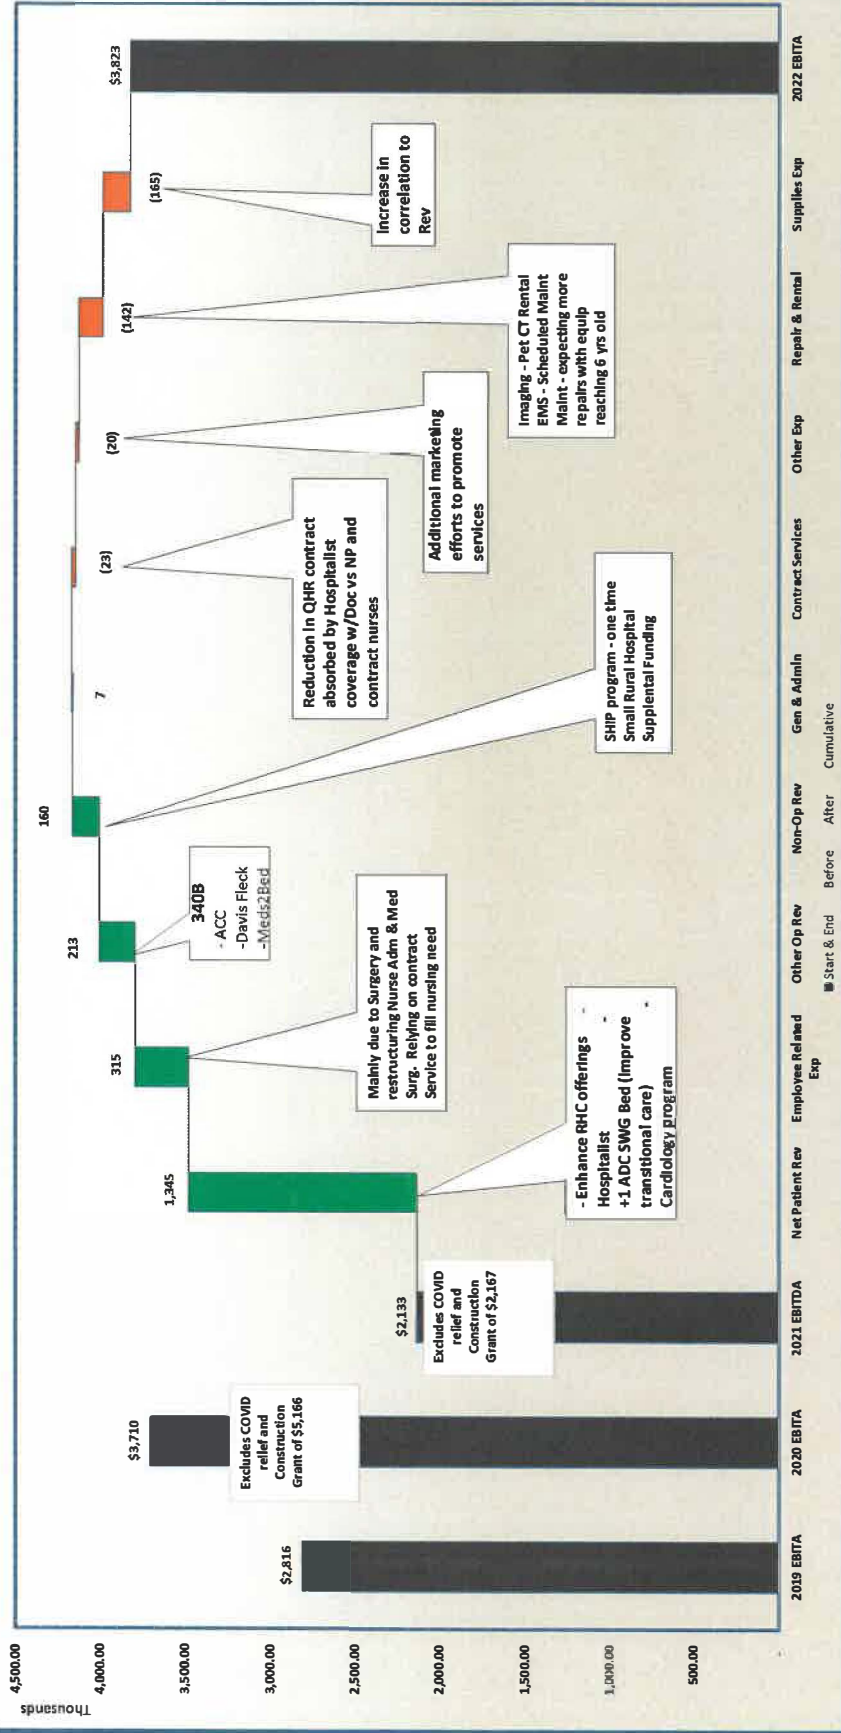 Thousands
4,500.00
4,000.00
3,500.00
3,000.00
2,500.00
2,000.00
1,500.00
1,000.00
500.00
-
$2,816
$3,710
Excludes COVID
relief and
Construction
Grant of $5,166
$2,133
Excludes COVID
relief and
Construction
Grant of $2,167
1,345
- Enhance RHC offerings -
Hospitalist -
+1 ADC SWG Bed (Improve
transitional care) -
Cardiology program
315
Mainly due to Surgery and
restructuring Nurse Adm & Med
Surg. Relying on contract
Service to fill nursing need
213
340B
- ACC
-Davis Fleck
-Meds2Bed
160
SHIP program - one time
Small Rural Hospital
Supplental Funding
7
(23)
Reduction in QHR contract
absorbed by Hospitalist
coverage w/Doc vs NP and
contract nurses
(20)
Additional marketing
efforts to promote
services
(142)
Imaging - Pet CT Rental
EMS - Scheduled Maint
Maint - expecting more
repairs with equip
reaching 6 yrs old
(165)
Increase in
correlation to
Rev
$3,823
2019 EBITA
2020 EBITA
2021 EBITDA
Net Patient Rev
Employee Related
Exp
Other Op Rev
Non-Op Rev
Gen & Admin
Contract Services
Other Exp
Repair & Rental
Supplies Exp
2022 EBITA
Start & End Before After Cumulative